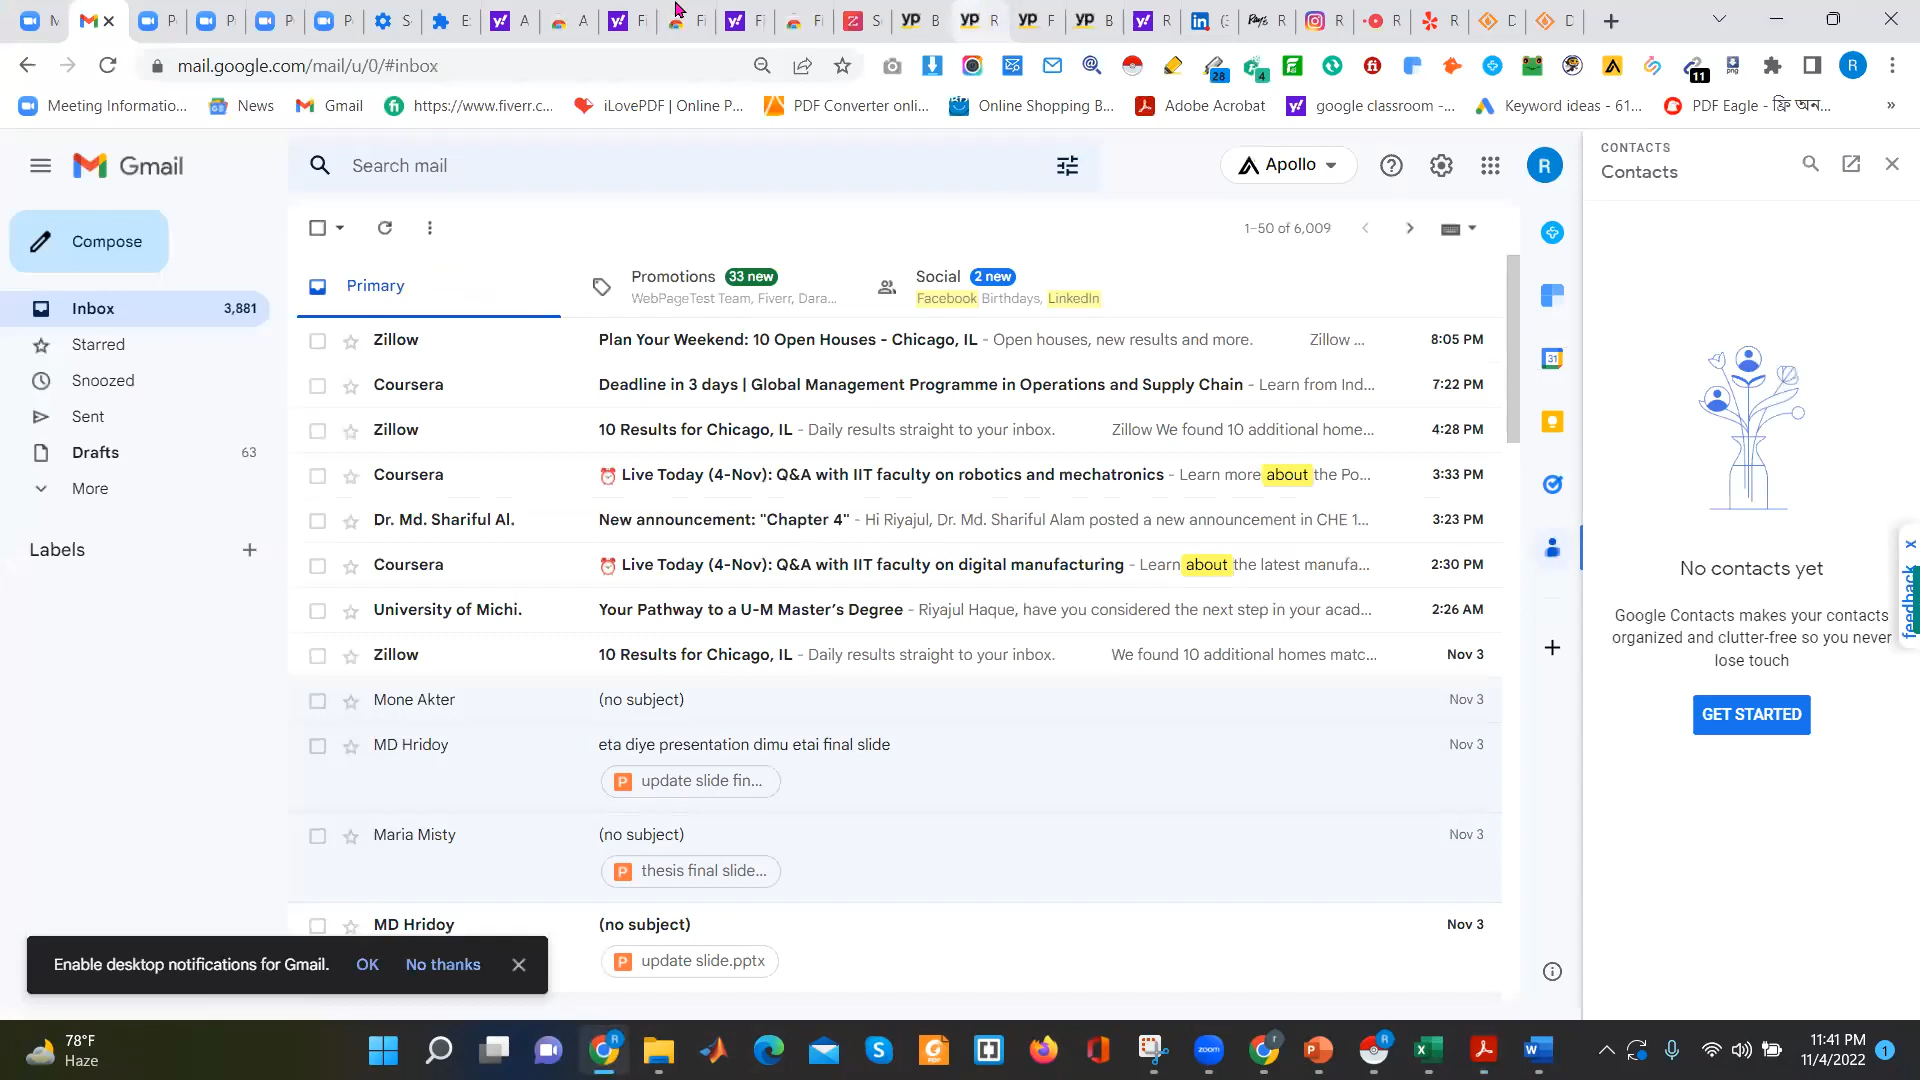 mail.google.com/mail/u/0/#inbox
28
4
11
R
Meeting Informatio...
News
Gmail
https://www.fiverr.c...
iLovePDF | Online P...
PDF Converter onli...
Online Shopping B...
Adobe Acrobat
google classroom -...
Keyword ideas - 61...
PDF Eagle - ফ্রি অন...
»
Gmail
Search mail
Apollo
R
CONTACTS
Contacts
Compose
1–50 of 6,009
Primary
Promotions 33 new
WebPageTest Team, Fiverr, Dara...
Social 2 new
Facebook Birthdays, LinkedIn
Inbox 3,881
Starred
Snoozed
Sent
Drafts 63
More
Labels
Zillow Plan Your Weekend: 10 Open Houses - Chicago, IL - Open houses, new results and more. Zillow ... 8:05 PM
Coursera Deadline in 3 days | Global Management Programme in Operations and Supply Chain - Learn from Ind... 7:22 PM
Zillow 10 Results for Chicago, IL - Daily results straight to your inbox. Zillow We found 10 additional home... 4:28 PM
Coursera ⏰ Live Today (4-Nov): Q&A with IIT faculty on robotics and mechatronics - Learn more about the Po... 3:33 PM
Dr. Md. Shariful Al. New announcement: "Chapter 4" - Hi Riyajul, Dr. Md. Shariful Alam posted a new announcement in CHE 1... 3:23 PM
Coursera ⏰ Live Today (4-Nov): Q&A with IIT faculty on digital manufacturing - Learn about the latest manufa... 2:30 PM
University of Michi. Your Pathway to a U-M Master's Degree - Riyajul Haque, have you considered the next step in your acad... 2:26 AM
Zillow 10 Results for Chicago, IL - Daily results straight to your inbox. We found 10 additional homes matc... Nov 3
Mone Akter (no subject) Nov 3
MD Hridoy eta diye presentation dimu etai final slide Nov 3
update slide fin...
Maria Misty (no subject) Nov 3
thesis final slide...
MD Hridoy (no subject) Nov 3
update slide.pptx
No contacts yet
Google Contacts makes your contacts
organized and clutter-free so you never
lose touch
GET STARTED
feedback
x
Enable desktop notifications for Gmail. OK No thanks
78°F
Haze
zoom
11:41 PM
11/4/2022
1